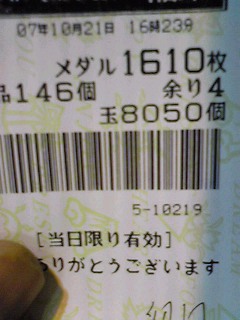 07年10月21日 16時23分
メダル1610枚
品146個 余り4
玉8050個
5-10219
[当日限り有効]
ありがとうございます